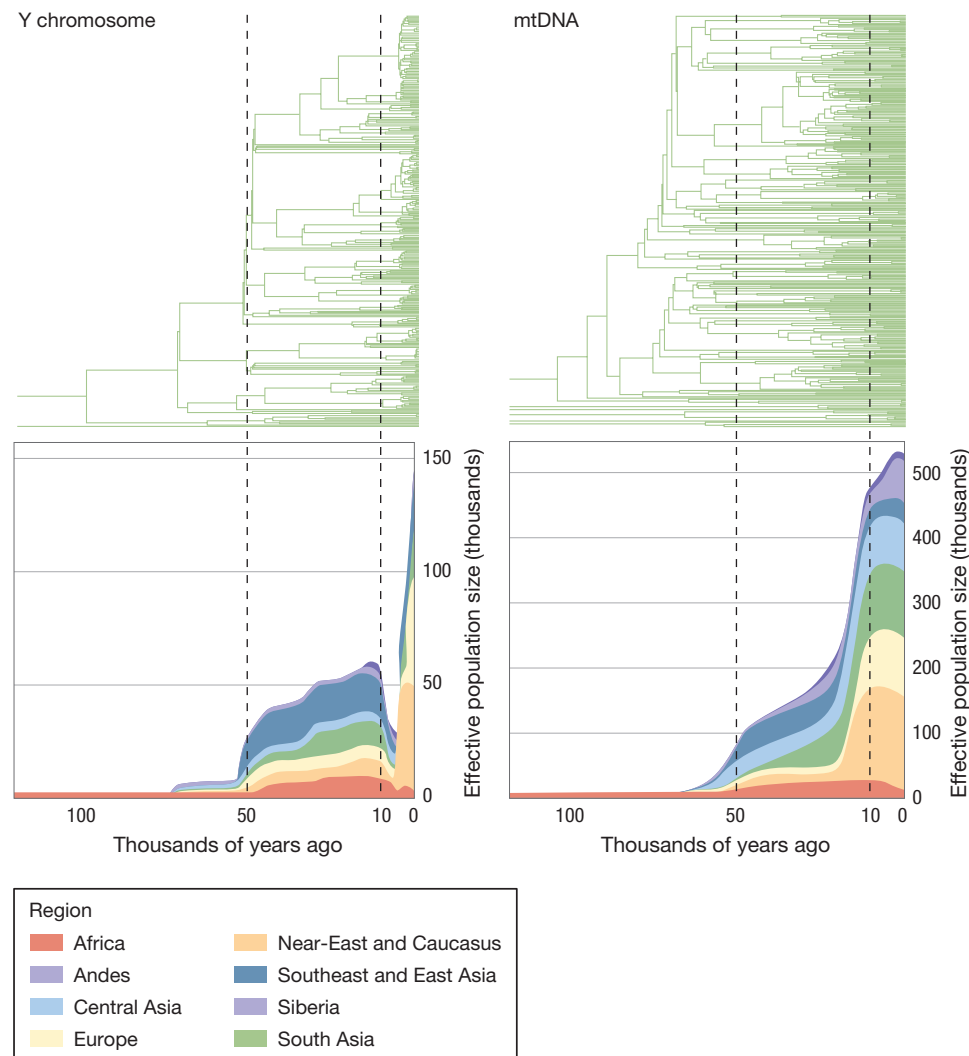 Y chromosome
mtDNA
150
100
50
0
Effective population size (thousands)
100
50
10
0
Thousands of years ago
500
400
300
200
100
0
Effective population size (thousands)
100
50
10
0
Thousands of years ago
Region
Africa
Andes
Central Asia
Europe
Near-East and Caucasus
Southeast and East Asia
Siberia
South Asia